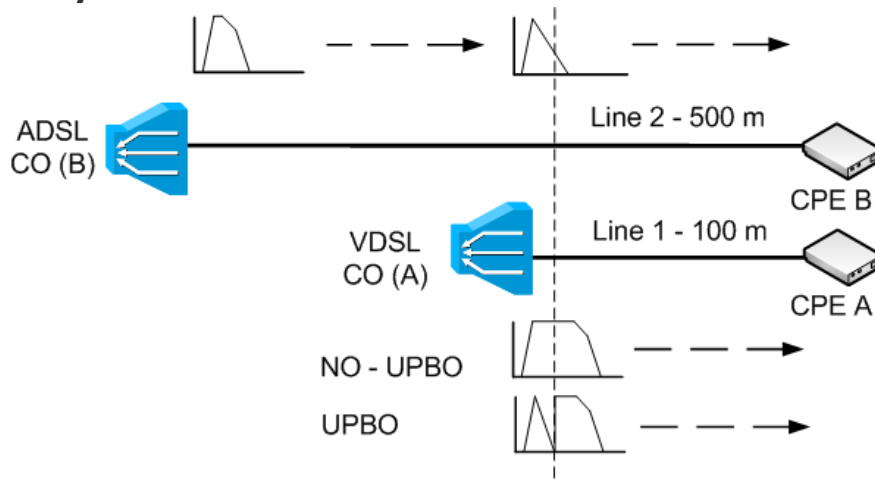 ADSL
CO (B)
Line 2 - 500 m
CPE B
VDSL
CO (A)
Line 1 - 100 m
CPE A
NO - UPBO
UPBO